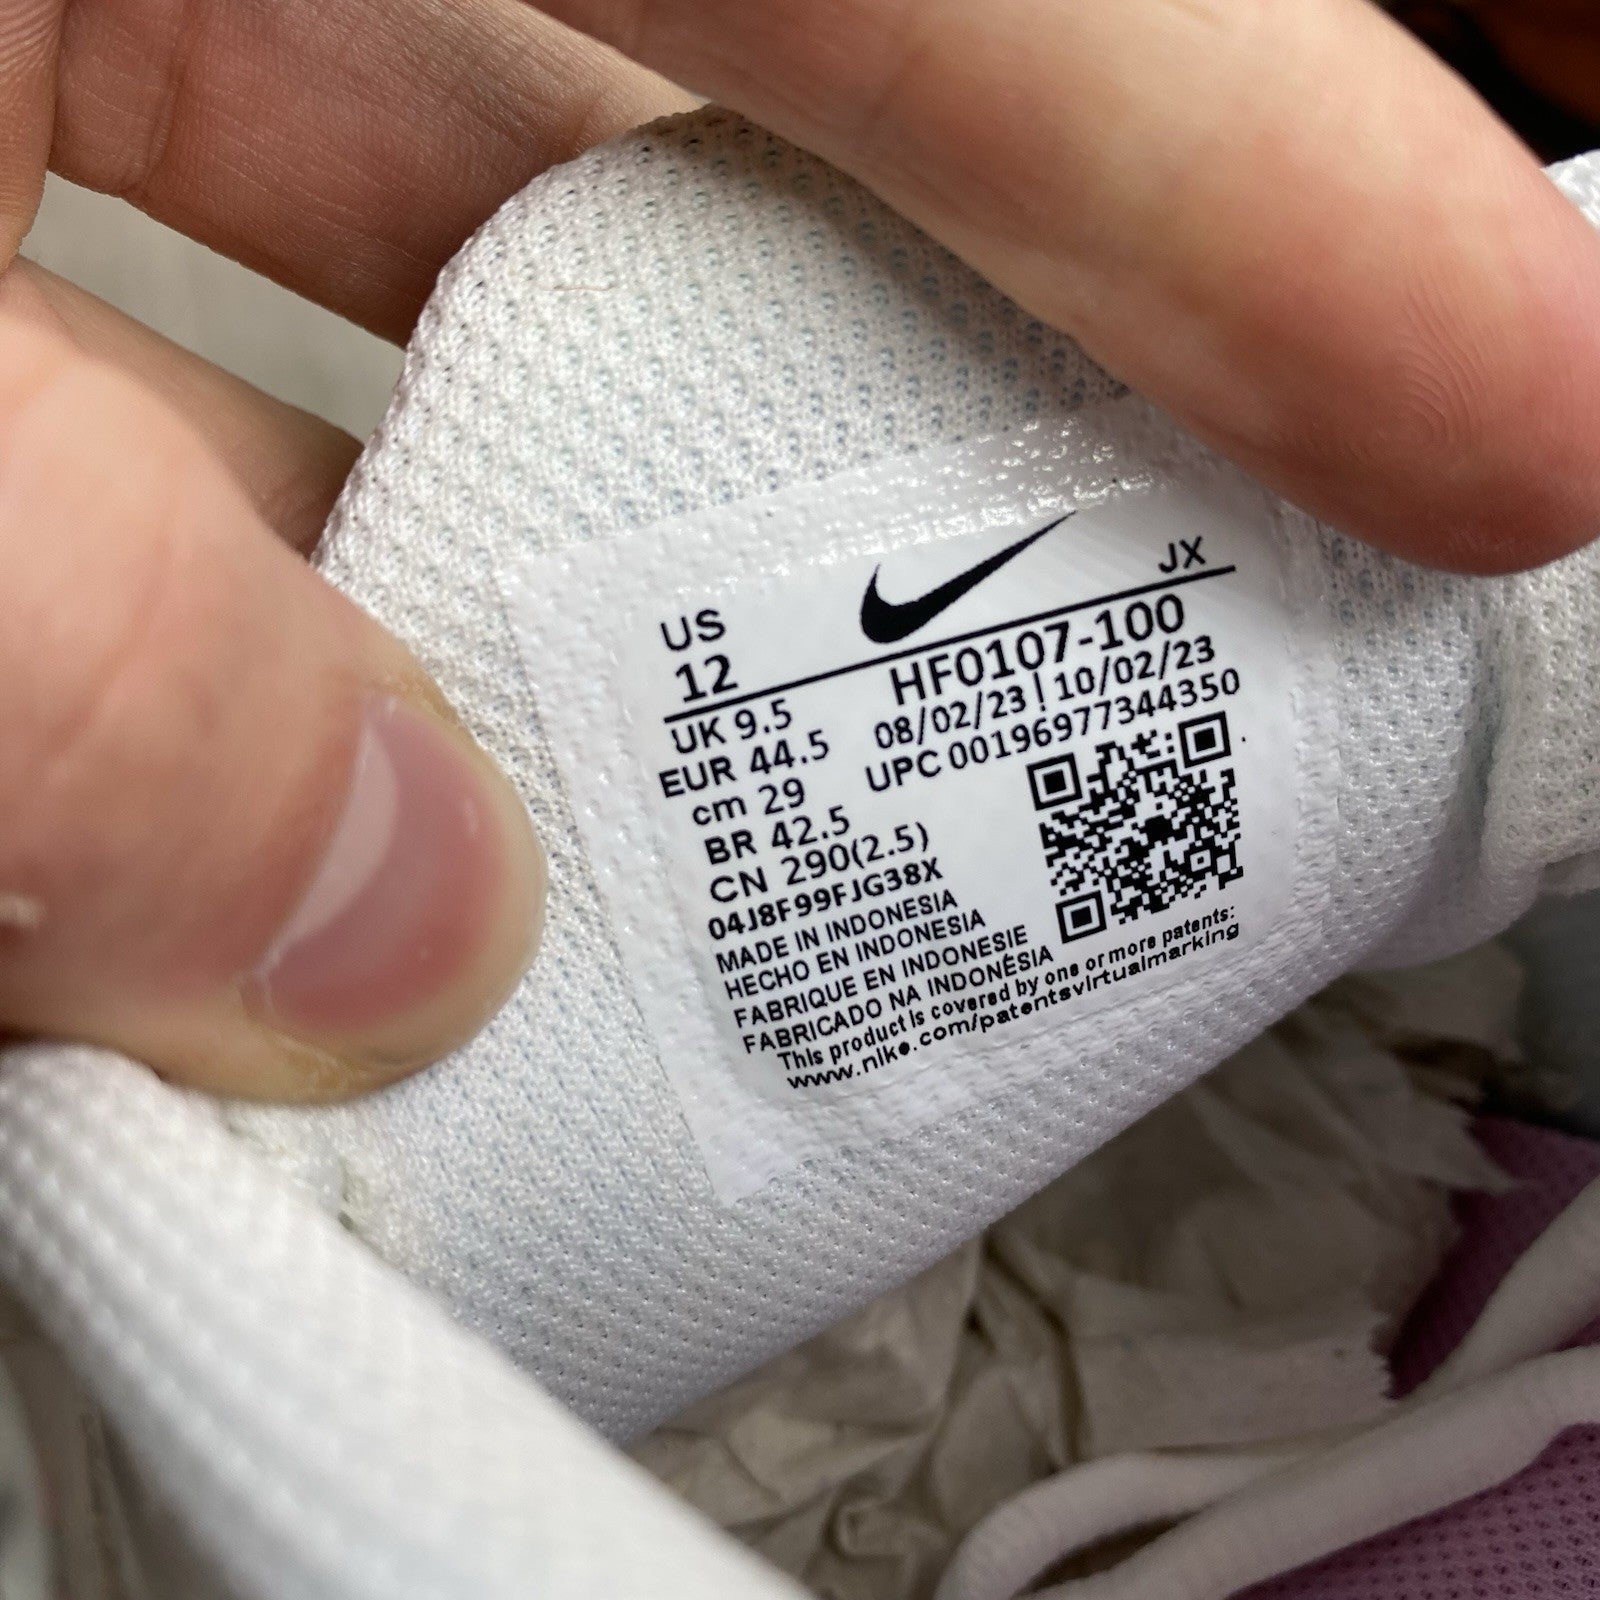 JX
US
12
HF0107-100
08/02/23 | 10/02/23
UPC 00196977344350
UK 9.5
EUR 44.5
cm 29
BR 42.5
CN 290(2.5)
04J8F99FJG38X
MADE IN INDONESIA
HECHO EN INDONESIA
FABRIQUE EN INDONESIE
FABRICADO NA INDONÉSIA
This product is covered by one or more patents:
www.nike.com/patentsvirtualmarking